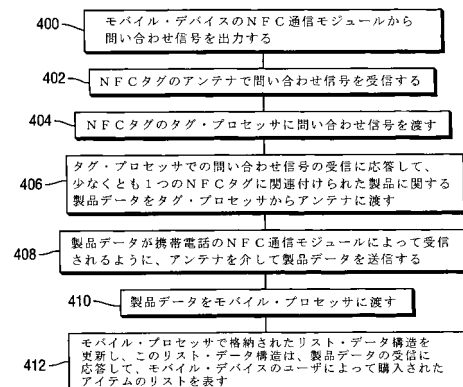 400
モバイル・デバイスのNFC通信モジュールから
問い合わせ信号を出力する
402
NFCタグのアンテナで問い合わせ信号を受信する
404
NFCタグのタグ・プロセッサに問い合わせ信号を渡す
406
タグ・プロセッサでの問い合わせ信号の受信に応答して、
少なくとも1つのNFCタグに関連付けられた製品に関する
製品データをタグ・プロセッサからアンテナに渡す
408
製品データが携帯電話のNFC通信モジュールによって受信
されるように、アンテナを介して製品データを送信する
410
製品データをモバイル・プロセッサに渡す
412
モバイル・プロセッサで格納されたリスト・データ構造を
更新し、このリスト・データ構造は、製品データの受信に
応答して、モバイル・デバイスのユーザによって購入された
アイテムのリストを表す